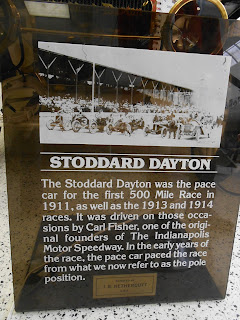 STODDARD DAYTON
The Stoddard Dayton was the pace
car for the first 500 Mile Race in
1911, as well as the 1913 and 1914
races. It was driven on those occa-
sions by Carl Fisher, one of the origi-
nal founders of The Indianapolis
Motor Speedway. In the early years of
the race, the pace car paced the race
from what we now refer to as the pole
position.